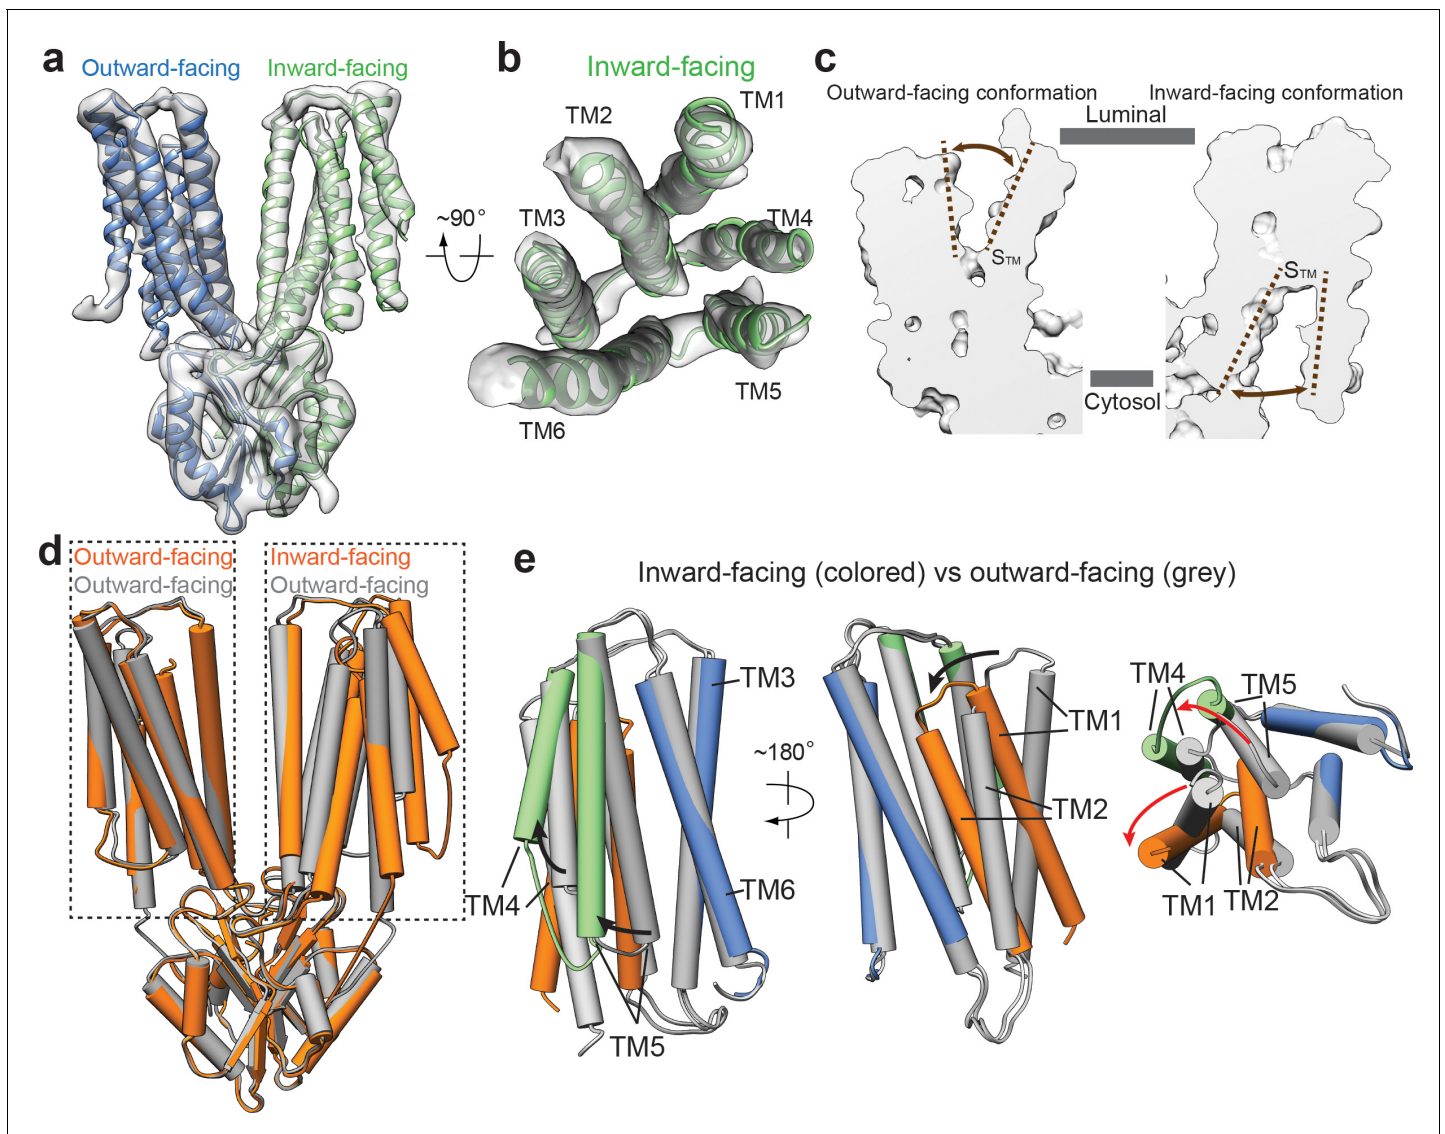 a
Outward-facing
Inward-facing
~90°
b
Inward-facing
TM1
TM2
TM3
TM4
TM5
TM6
c
Outward-facing conformation
Inward-facing conformation
Luminal
STM
STM
Cytosol
d
Outward-facing
Outward-facing
Inward-facing
Outward-facing
e
Inward-facing (colored) vs outward-facing (grey)
TM3
TM6
TM4
TM5
~180°
TM1
TM2
TM4
TM5
TM1
TM2